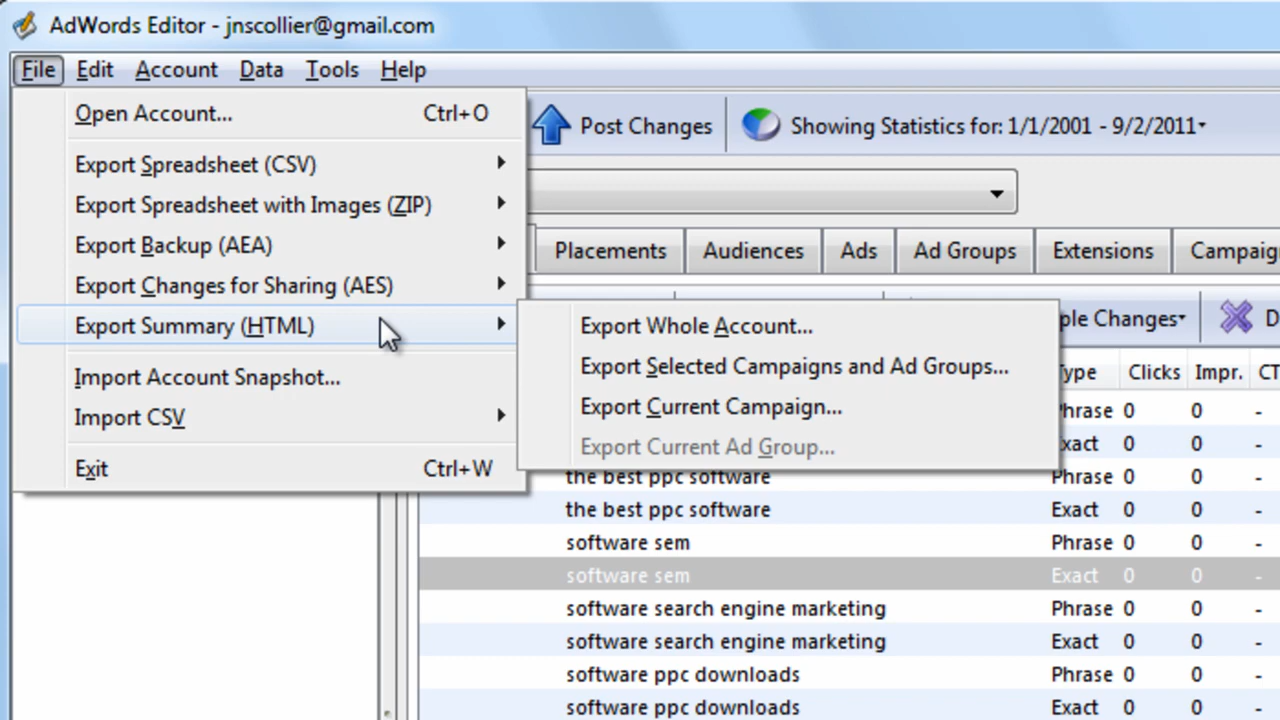 AdWords Editor - jnscollier@gmail.com
File Edit Account Data Tools Help
Open Account... Ctrl+O
Post Changes
Showing Statistics for: 1/1/2001 - 9/2/2011
Export Spreadsheet (CSV)
Export Spreadsheet with Images (ZIP)
Export Backup (AEA)
Export Changes for Sharing (AES)
Export Summary (HTML)
Import Account Snapshot...
Import CSV
Exit Ctrl+W
Placements Audiences Ads Ad Groups Extensions Campaig
Export Whole Account...
Export Selected Campaigns and Ad Groups...
Export Current Campaign...
Export Current Ad Group...
ple Changes D
Type Clicks Impr. CT
Phrase 0 0 -
Exact 0 0 -
the best ppc software Phrase 0 0 -
the best ppc software Exact 0 0 -
software sem Phrase 0 0 -
software sem Exact 0 0 -
software search engine marketing Phrase 0 0 -
software search engine marketing Exact 0 0 -
software ppc downloads Phrase 0 0 -
software ppc downloads Exact 0 0 -